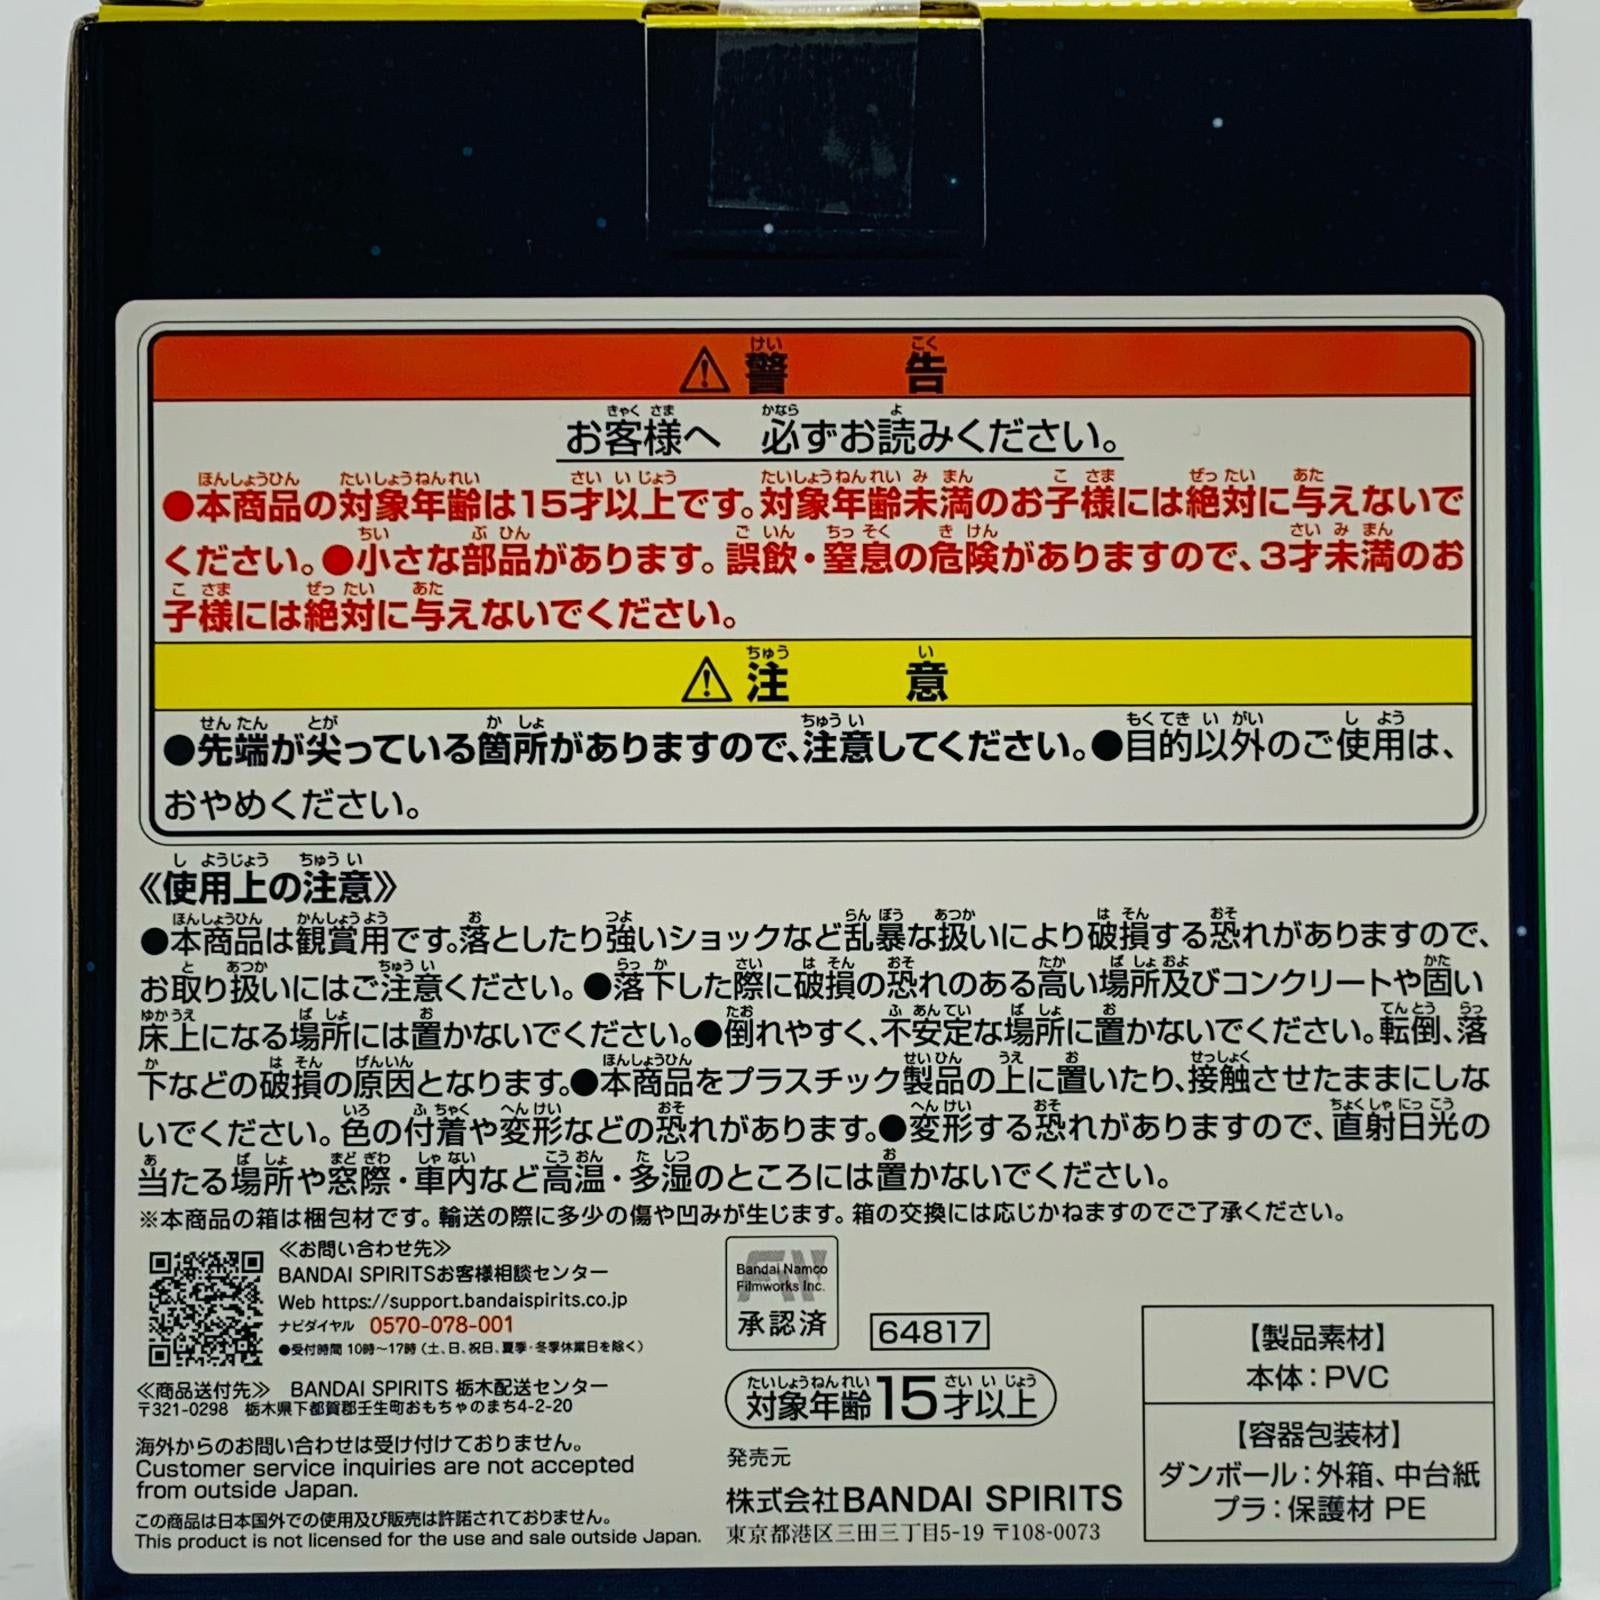 警告
お客様へ 必ずお読みください。
●本商品の対象年齢は15才以上です。対象年齢未満のお子様には絶対に与えないで
ください。●小さな部品があります。誤飲・窒息の危険がありますので、3才未満のお
子様には絶対に与えないでください。
注意
●先端が尖っている箇所がありますので、注意してください。●目的以外のご使用は、
おやめください。
《使用上の注意》
●本商品は観賞用です。落としたり強いショックなど乱暴な扱いにより破損する恐れがありますので、
お取り扱いにはご注意ください。●落下した際に破損の恐れのある高い場所及びコンクリートや固い
床上になる場所には置かないでください。●倒れやすく、不安定な場所に置かないでください。転倒、落
下などの破損の原因となります。●本商品をプラスチック製品の上に置いたり、接触させたままにしな
いでください。色の付着や変形などの恐れがあります。●変形する恐れがありますので、直射日光の
当たる場所や窓際・車内など高温・多湿のところには置かないでください。
※本商品の箱は梱包材です。輸送の際に多少の傷や凹みが生じます。箱の交換には応じかねますのでご了承ください。
≪お問い合わせ先≫
BANDAI SPIRITSお客様相談センター
Web https://support.bandaispirits.co.jp
ナビダイヤル 0570-078-001
●受付時間 10時～17時（土、日、祝日、夏季・冬季休業日を除く）
≪商品送付先≫ BANDAI SPIRITS 栃木配送センター
〒321-0298 栃木県下都賀郡壬生町おもちゃのまち4-2-20
海外からのお問い合わせは受け付けておりません。
Customer service inquiries are not accepted
from outside Japan.
この商品は日本国外での使用及び販売は許諾されておりません。
This product is not licensed for the use and sale outside Japan.
FW
Bandai Namco
Filmworks Inc.
承認済
64817
対象年齢15才以上
発売元
株式会社BANDAI SPIRITS
東京都港区三田三丁目5-19 〒108-0073
【製品素材】
本体：PVC
【容器包装材】
ダンボール：外箱、中台紙
プラ：保護材 PE